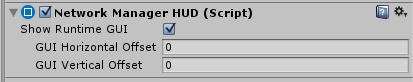 Network Manager HUD (Script)
Show Runtime GUI
GUI Horizontal Offset 0
GUI Vertical Offset 0